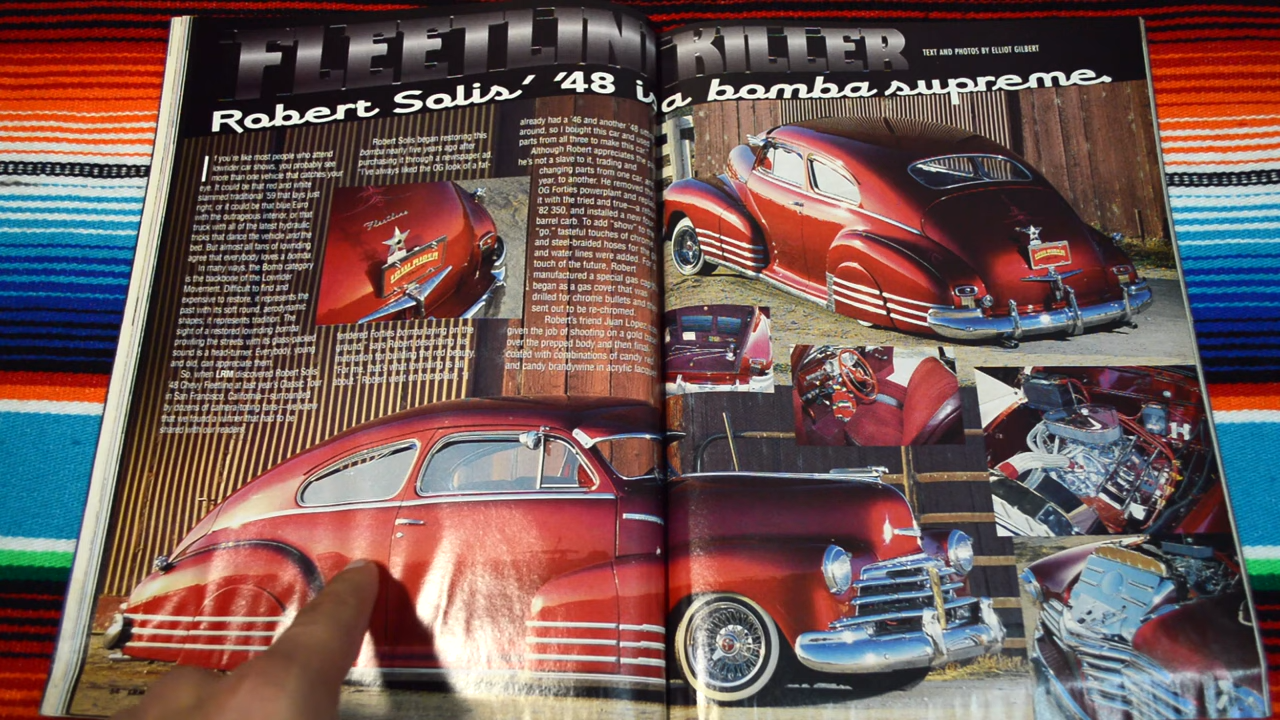 FLEETLINE KILLER
TEXT AND PHOTOS BY ELLIOT GILBERT
Robert Solis' '48 is a bomba supreme.
If you're like most people who attend
lowrider car shows, you probably see
more than one vehicle that catches your
eye. It could be that red and white
slammed traditional '59 that lays just
right, or it could be that blue Euro
with the outrageous interior, or that
truck with all of the latest hydraulic
tricks that dance the vehicle and the
bed. But almost all fans of lowriding
agree that everybody loves a bomba.
In many ways, the Bomb category
is the backbone of the Lowrider
Movement. Difficult to find and
expensive to restore, it represents the
past with its soft round, aerodynamic
shapes; it represents tradition. The
sight of a restored lowriding bomba
prowling the streets with its glass-packed
sound is a head-turner. Everybody, young
and old, can appreciate them.
So, when LRM discovered Robert Solis'
'48 Chevy Fleetline at last year's Classic Tour
in San Francisco, California—surrounded
by dozens of camera-toting fans—we knew
that we found a winner that had to be
shared with our readers.
Robert Solis began restoring this
bomba nearly five years ago after
purchasing it through a newspaper ad.
"I've always liked the OG look of a fat-
Fleetline
LOWRIDER
fendered Forties bomba laying on the
ground," says Robert describing his
motivation for building the red beauty.
"For me, that's what lowriding is all
about." Robert went on to explain, "I
already had a '46 and another '48
around, so I bought this car and used
parts from all three to make this car."
Although Robert appreciates the
he's not a slave to it, trading and
changing parts from one car, and
year, to another. He removed the
OG Forties powerplant and
it with the tried and true—a
'82 350, and installed a new four-
barrel carb. To add "show" to the
"go," tasteful touches of chrome
and steel-braided hoses for the
and water lines were added. For a
touch of the future, Robert
manufactured a special gas cap
began as a gas cover that was
drilled for chrome bullets and
sent out to be re-chromed.
Robert's friend Juan Lopez
given the job of shooting on a gold
over the prepped body and then
coated with combinations of candy red
and candy brandywine in acrylic lacquer
LOWRIDER